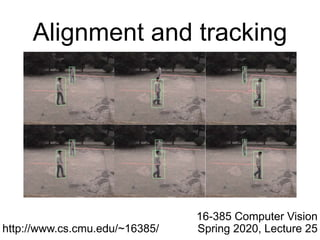 Alignment and tracking
16-385 Computer Vision
http://www.cs.cmu.edu/~16385/ Spring 2020, Lecture 25